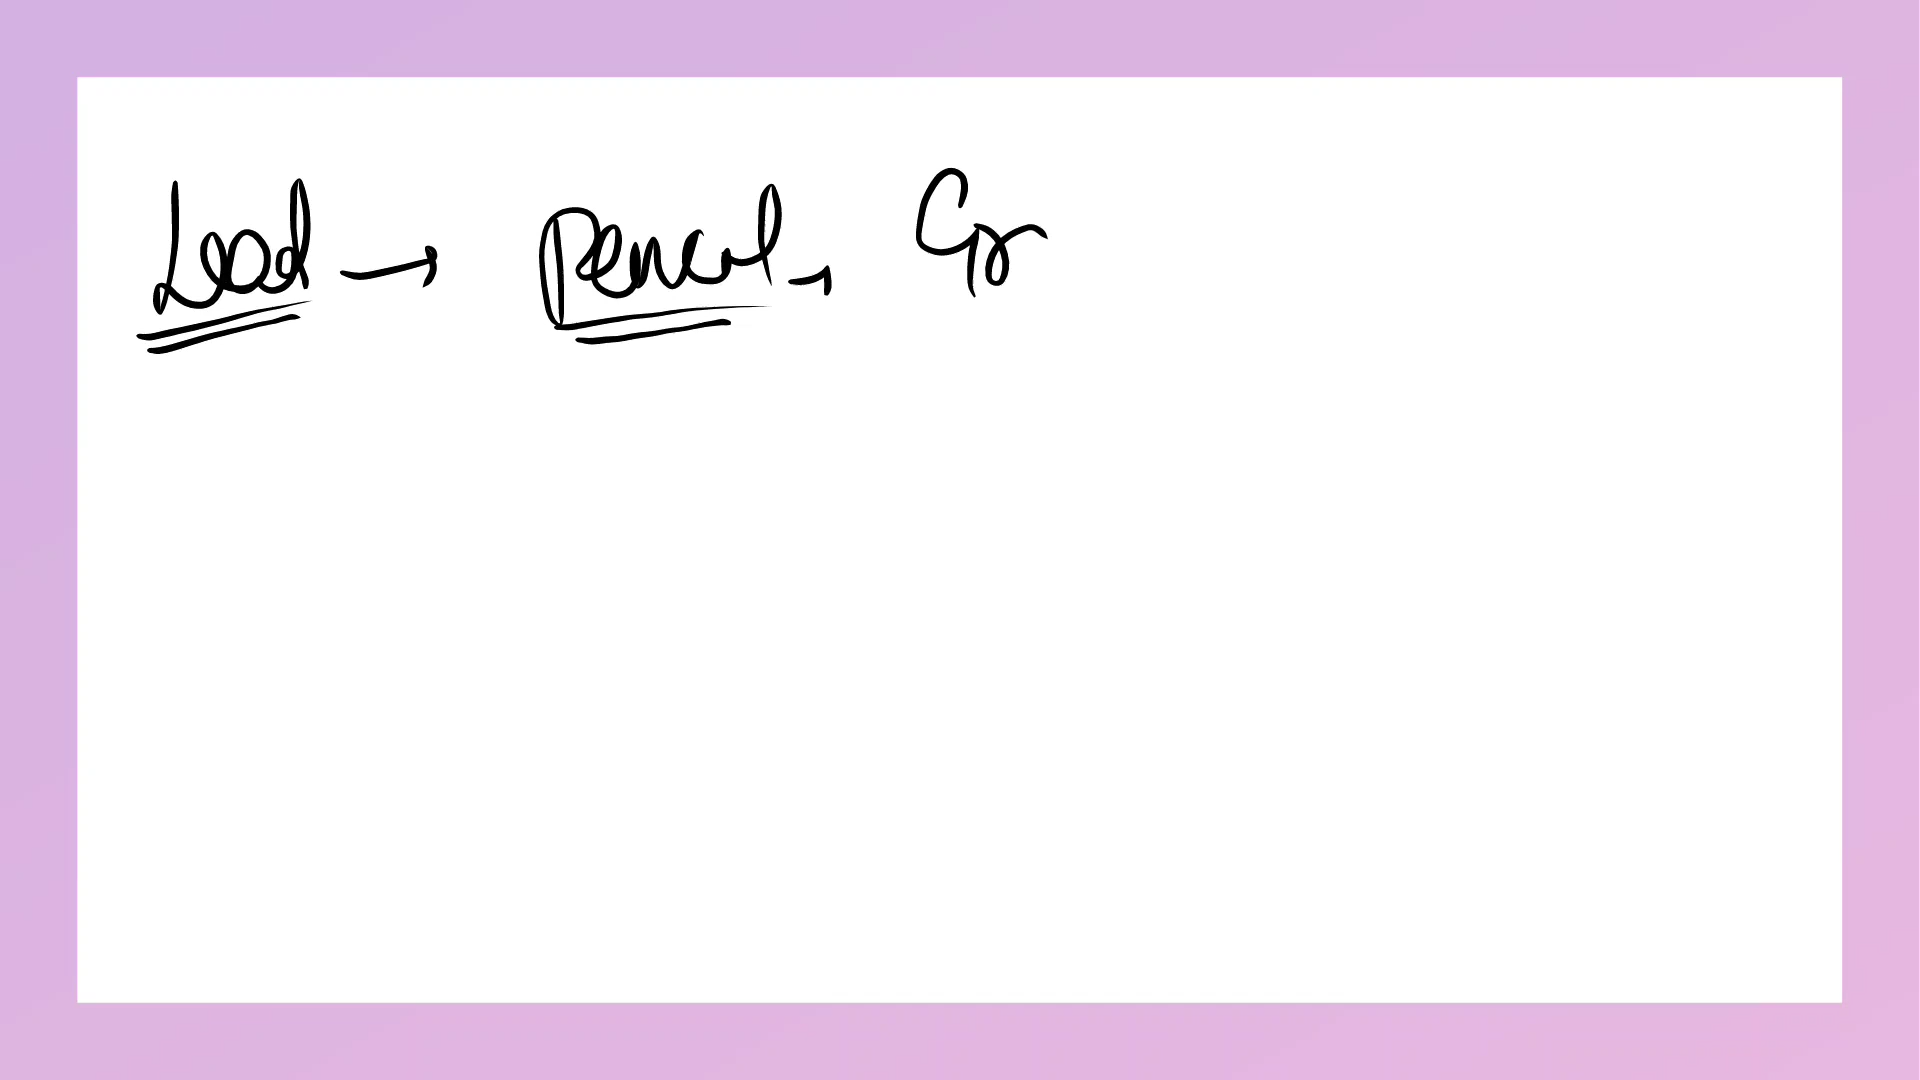 Lead → pencil → Gr